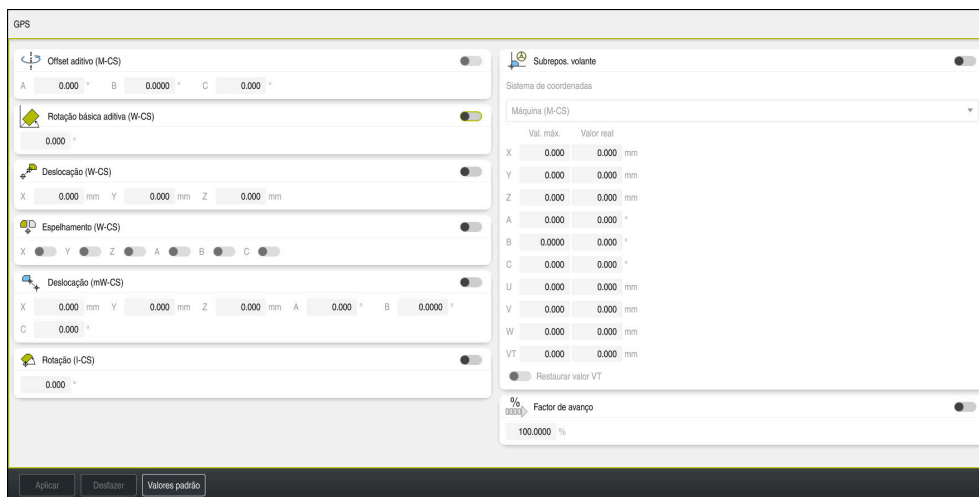 GPS
Offset aditivo (M-CS)
A 0.000 ° B 0.0000 ° C 0.000 °
Rotação básica aditiva (W-CS)
0.000 °
Deslocação (W-CS)
X 0.000 mm Y 0.000 mm Z 0.000 mm
Espelhamento (W-CS)
X Y Z A B C
Deslocação (mW-CS)
X 0.000 mm Y 0.000 mm Z 0.000 mm A 0.000 ° B 0.0000 °
C 0.000 °
Rotação (I-CS)
0.000 °
Subrepos. volante
Sistema de coordenadas
Máquina (M-CS)
Val. máx. Valor real
X 0.000 0.000 mm
Y 0.000 0.000 mm
Z 0.000 0.000 mm
A 0.000 0.000 °
B 0.0000 0.000 °
C 0.000 0.000 °
U 0.000 0.000 mm
V 0.000 0.000 mm
W 0.000 0.000 mm
VT 0.000 0.000 mm
Restaurar valor VT
% Factor de avanço
100.0000 %
Aplicar Desfazer Valores padrão